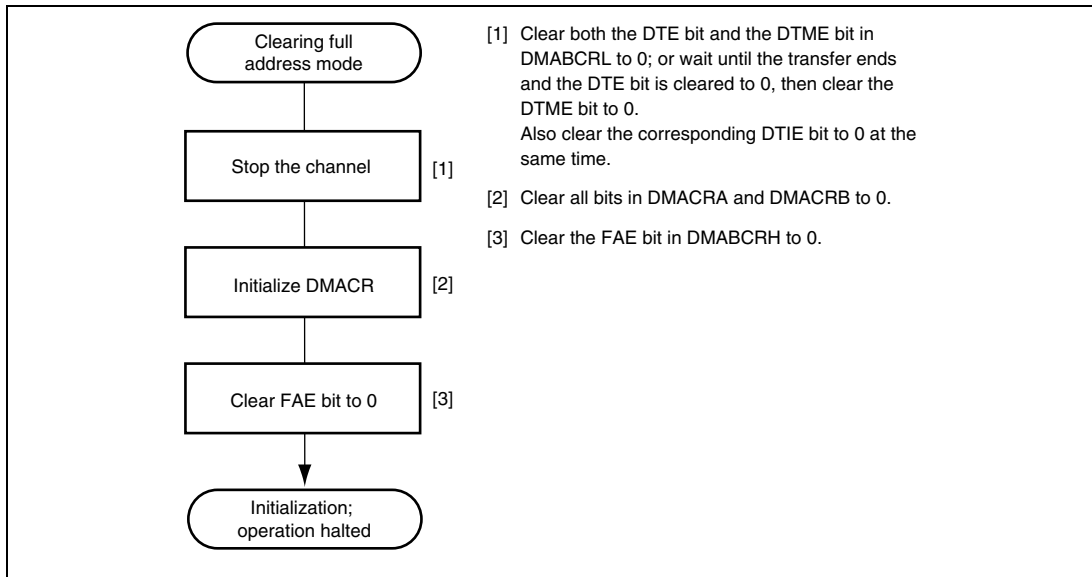 Clearing full
address mode
Stop the channel
[1]
Initialize DMACR
[2]
Clear FAE bit to 0
[3]
Initialization;
operation halted
[1] Clear both the DTE bit and the DTME bit in
DMABCRL to 0; or wait until the transfer ends
and the DTE bit is cleared to 0, then clear the
DTME bit to 0.
Also clear the corresponding DTIE bit to 0 at the
same time.
[2] Clear all bits in DMACRA and DMACRB to 0.
[3] Clear the FAE bit in DMABCRH to 0.